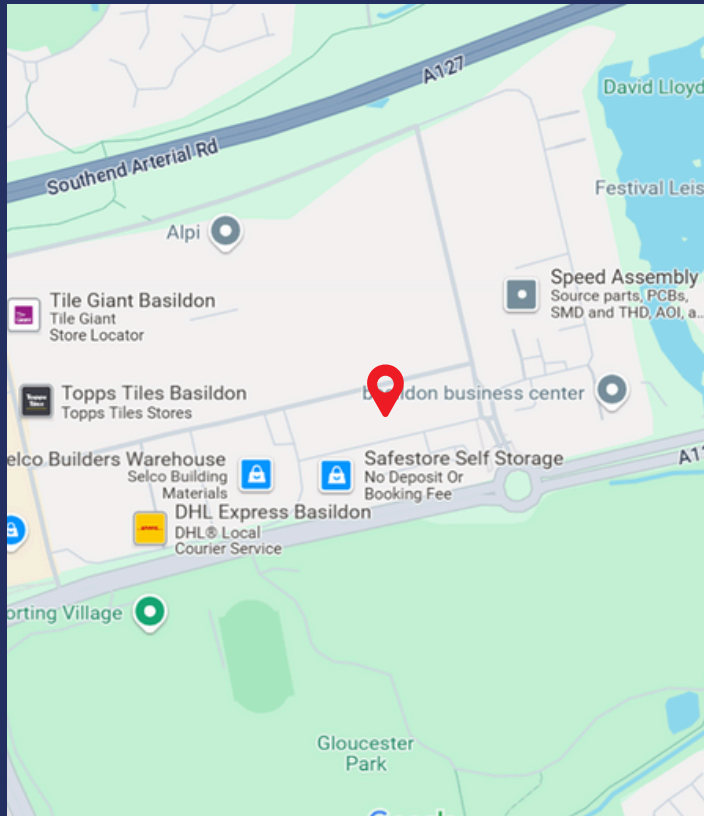 A127
Southend Arterial Rd
David Lloyd
Festival Leis
Alpi
Speed Assembly
Source parts, PCBs,
SMD and THD, AOI, a...
Tile Giant Basildon
Tile Giant
Store Locator
Topps Tiles Basildon
Topps Tiles Stores
business center
elco Builders Warehouse
Selco Building
Materials
Safestore Self Storage
No Deposit Or
Booking Fee
DHL Express Basildon
DHL® Local
Courier Service
orting Village
Gloucester
Park